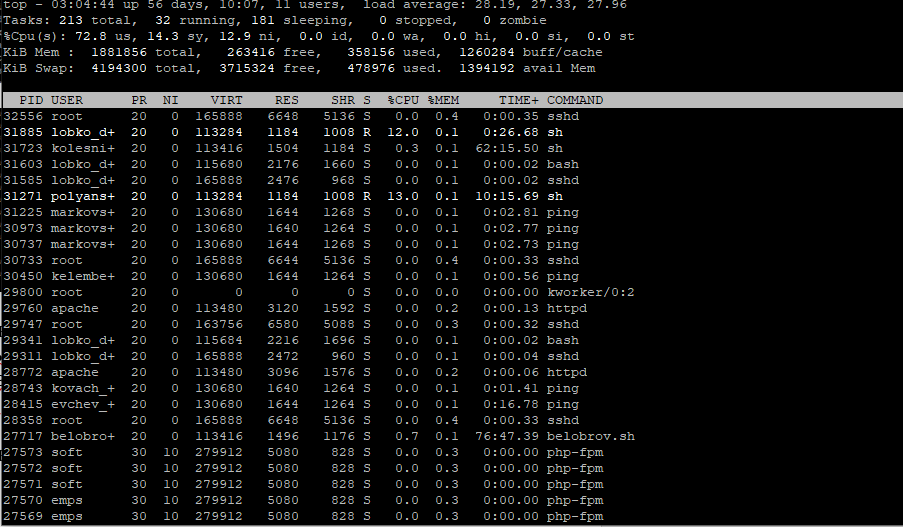 top - 03:04:44 up 56 days, 10:07, 11 users,  load average: 28.19, 27.33, 27.96
Tasks: 213 total,  32 running, 181 sleeping,   0 stopped,   0 zombie
%Cpu(s): 72.8 us, 14.3 sy, 12.9 ni,  0.0 id,  0.0 wa,  0.0 hi,  0.0 si,  0.0 st
KiB Mem :  1881856 total,   263416 free,   358156 used,  1260284 buff/cache
KiB Swap:  4194300 total,  3715324 free,   478976 used.  1394192 avail Mem
PID USER      PR  NI    VIRT    RES    SHR S  %CPU %MEM     TIME+ COMMAND
32556 root      20   0  165888   6648   5136 S   0.0  0.4   0:00.35 sshd
31885 lobko_d+  20   0  113284   1184   1008 R  12.0  0.1   0:26.68 sh
31723 kolesni+  20   0  113416   1504   1184 S   0.3  0.1  62:15.50 sh
31603 lobko_d+  20   0  115680   2176   1660 S   0.0  0.1   0:00.02 bash
31585 lobko_d+  20   0  165888   2476    968 S   0.0  0.1   0:00.02 sshd
31271 polyans+  20   0  113284   1184   1008 R  13.0  0.1  10:15.69 sh
31225 markovs+  20   0  130680   1644   1268 S   0.0  0.1   0:02.81 ping
30973 markovs+  20   0  130680   1640   1264 S   0.0  0.1   0:02.77 ping
30737 markovs+  20   0  130680   1644   1268 S   0.0  0.1   0:02.73 ping
30733 root      20   0  165888   6644   5136 S   0.0  0.4   0:00.33 sshd
30450 kelembe+  20   0  130680   1644   1264 S   0.0  0.1   0:00.56 ping
29800 root      20   0       0      0      0 S   0.0  0.0   0:00.00 kworker/0:2
29760 apache    20   0  113480   3120   1592 S   0.0  0.2   0:00.13 httpd
29747 root      20   0  163756   6580   5088 S   0.0  0.3   0:00.32 sshd
29341 lobko_d+  20   0  115684   2216   1696 S   0.0  0.1   0:00.02 bash
29311 lobko_d+  20   0  165888   2472    960 S   0.0  0.1   0:00.04 sshd
28772 apache    20   0  113480   3096   1576 S   0.0  0.2   0:00.06 httpd
28743 kovach_+  20   0  130680   1640   1264 S   0.0  0.1   0:01.41 ping
28415 evchev_+  20   0  130680   1644   1264 S   0.0  0.1   0:16.78 ping
28358 root      20   0  165888   6648   5136 S   0.0  0.4   0:00.33 sshd
27717 belobro+  20   0  113416   1496   1176 S   0.7  0.1  76:47.39 belobrov.sh
27573 soft      30  10  279912   5080    828 S   0.0  0.3   0:00.00 php-fpm
27572 soft      30  10  279912   5080    828 S   0.0  0.3   0:00.00 php-fpm
27571 soft      30  10  279912   5080    828 S   0.0  0.3   0:00.00 php-fpm
27570 emps      30  10  279912   5080    828 S   0.0  0.3   0:00.00 php-fpm
27569 emps      30  10  279912   5080    828 S   0.0  0.3   0:00.00 php-fpm